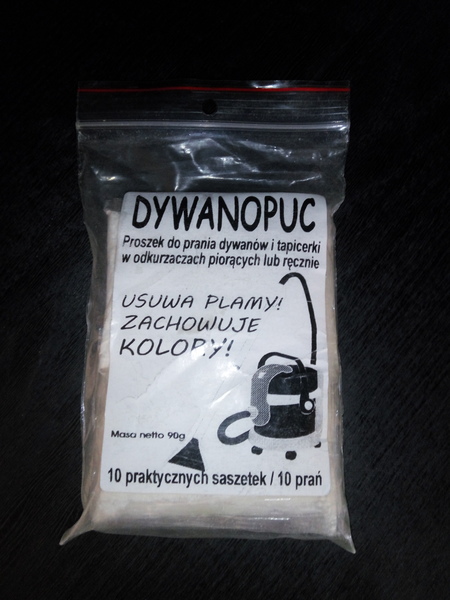 DYWANOPUC
Proszek do prania dywanów i tapicerki
w odkurzaczach piorących lub ręcznie
USUWA PLAMY!
ZACHOWUJE
KOLORY!
Masa netto 90g
10 praktycznych saszetek / 10 prań